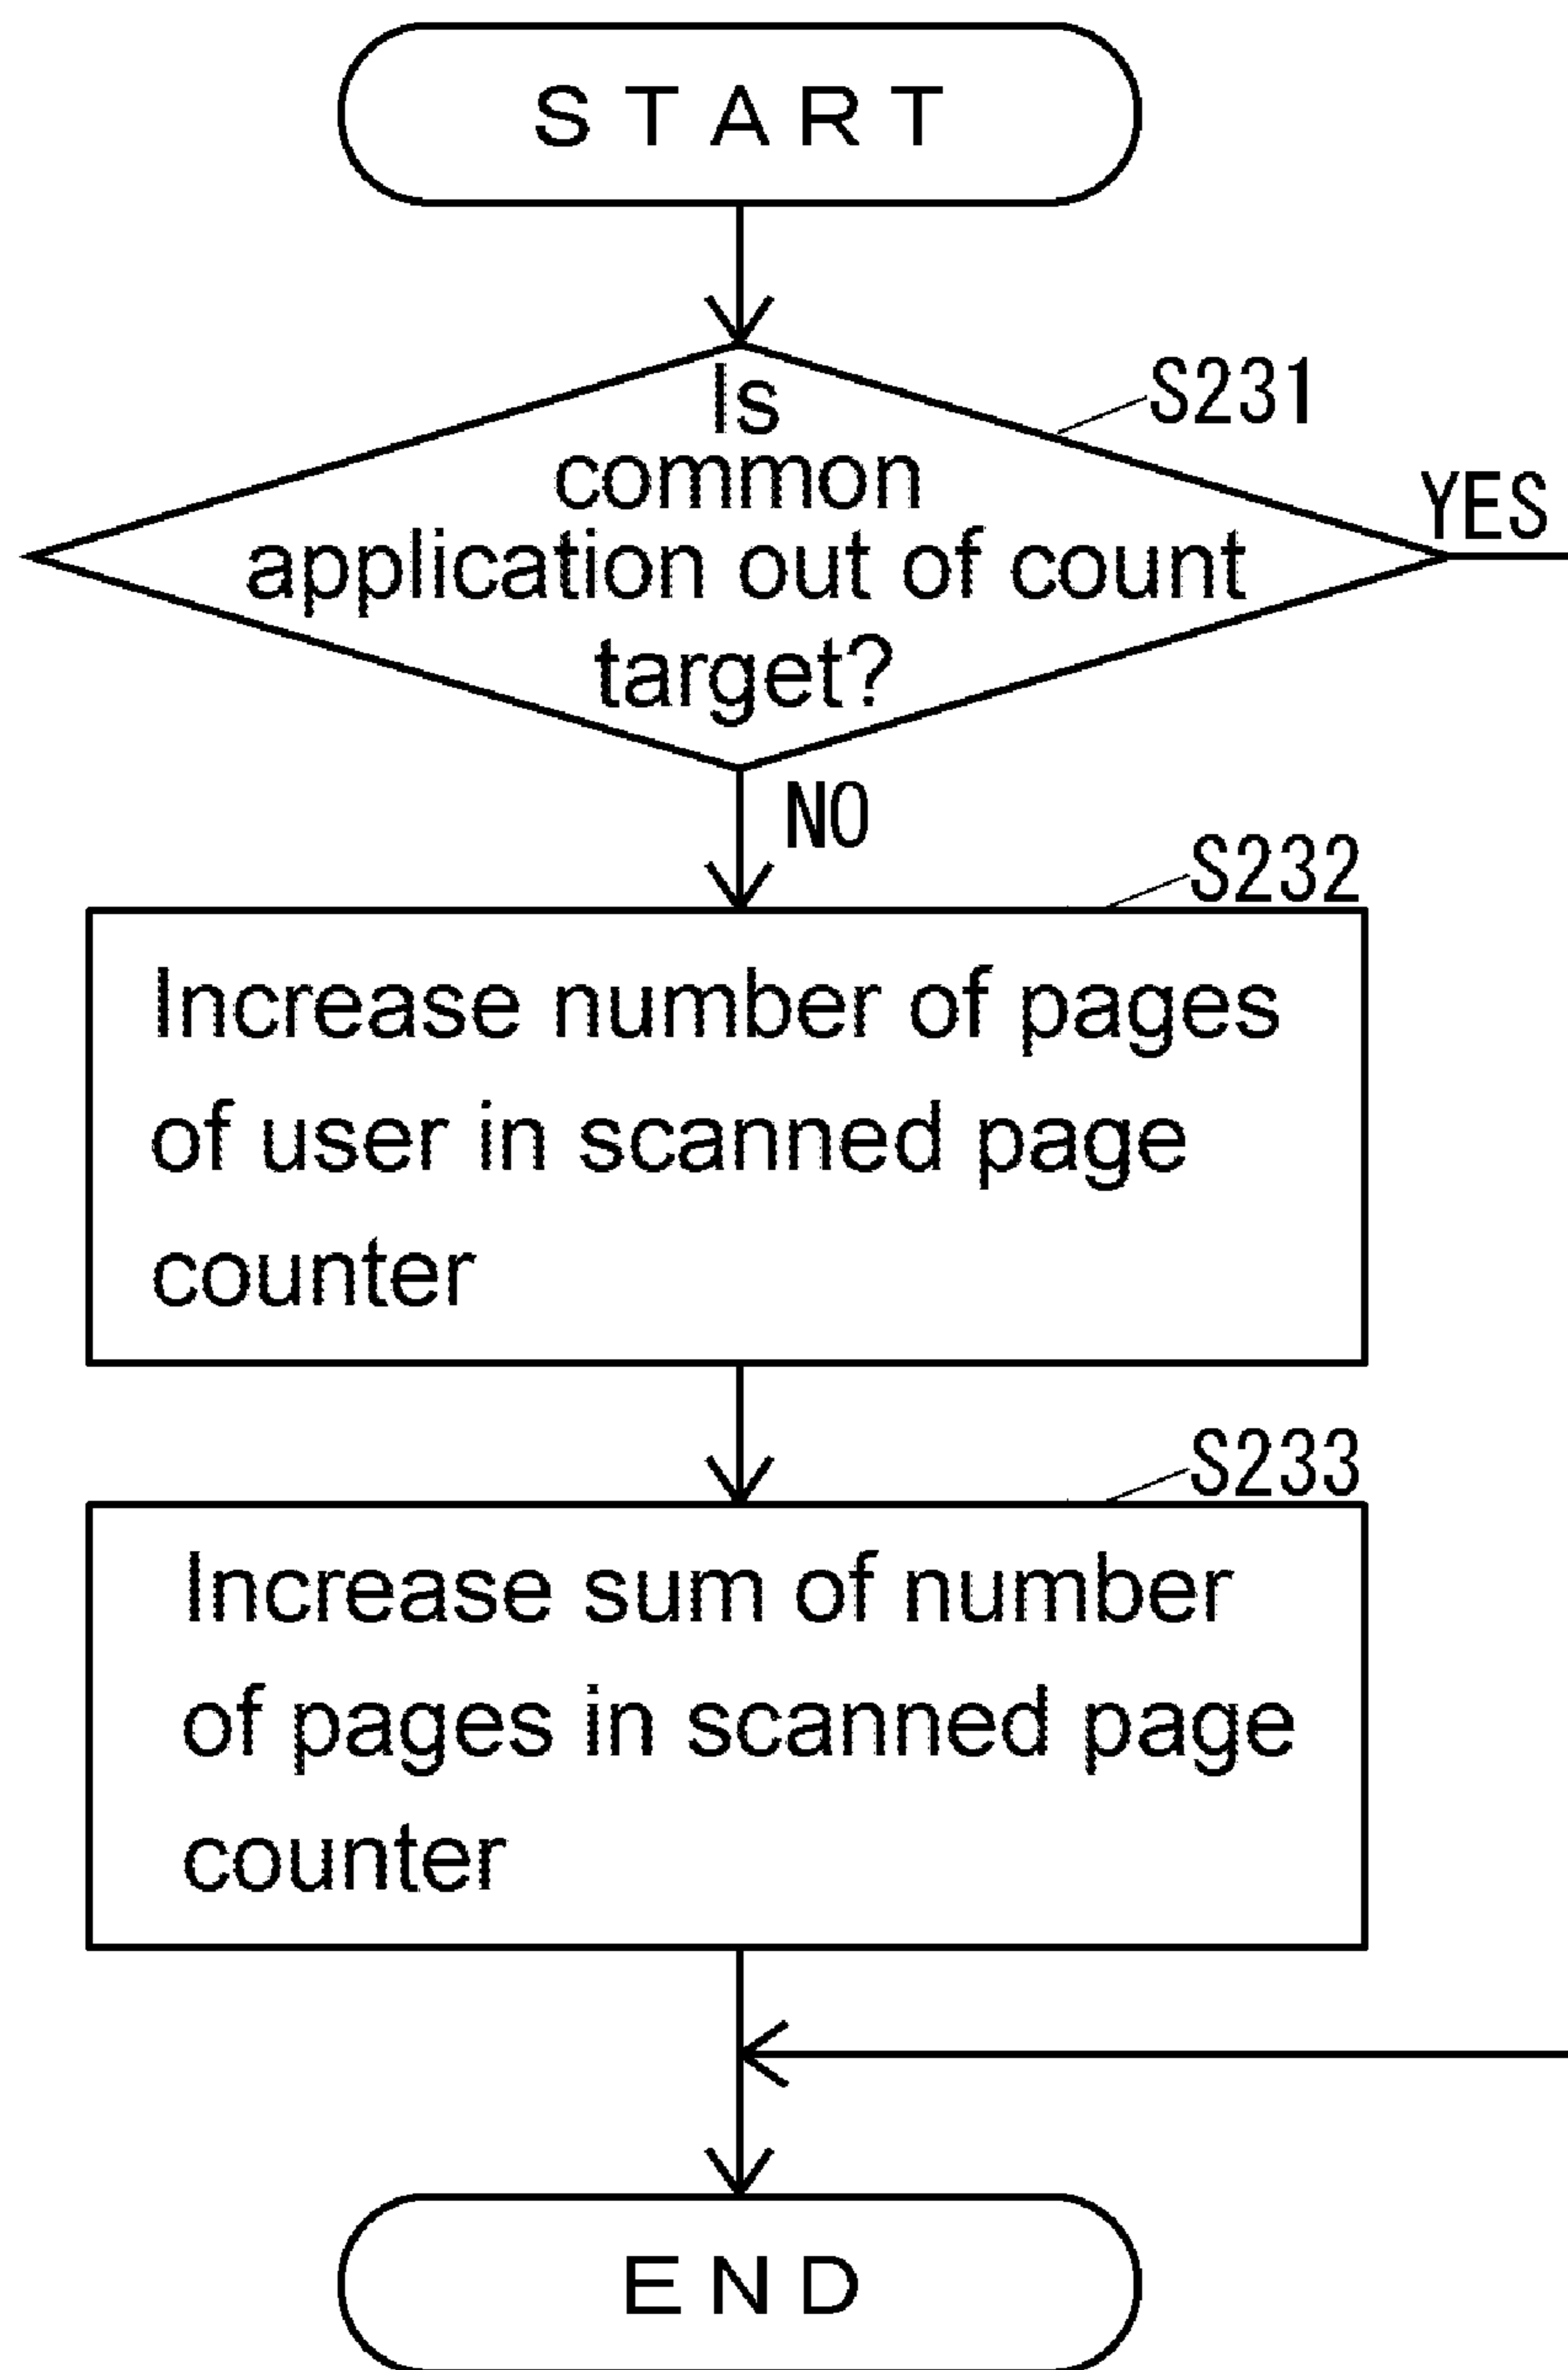 START
S231
Is
common
application out of count
target?
YES
NO
S232
Increase number of pages
of user in scanned page
counter
S233
Increase sum of number
of pages in scanned page
counter
END